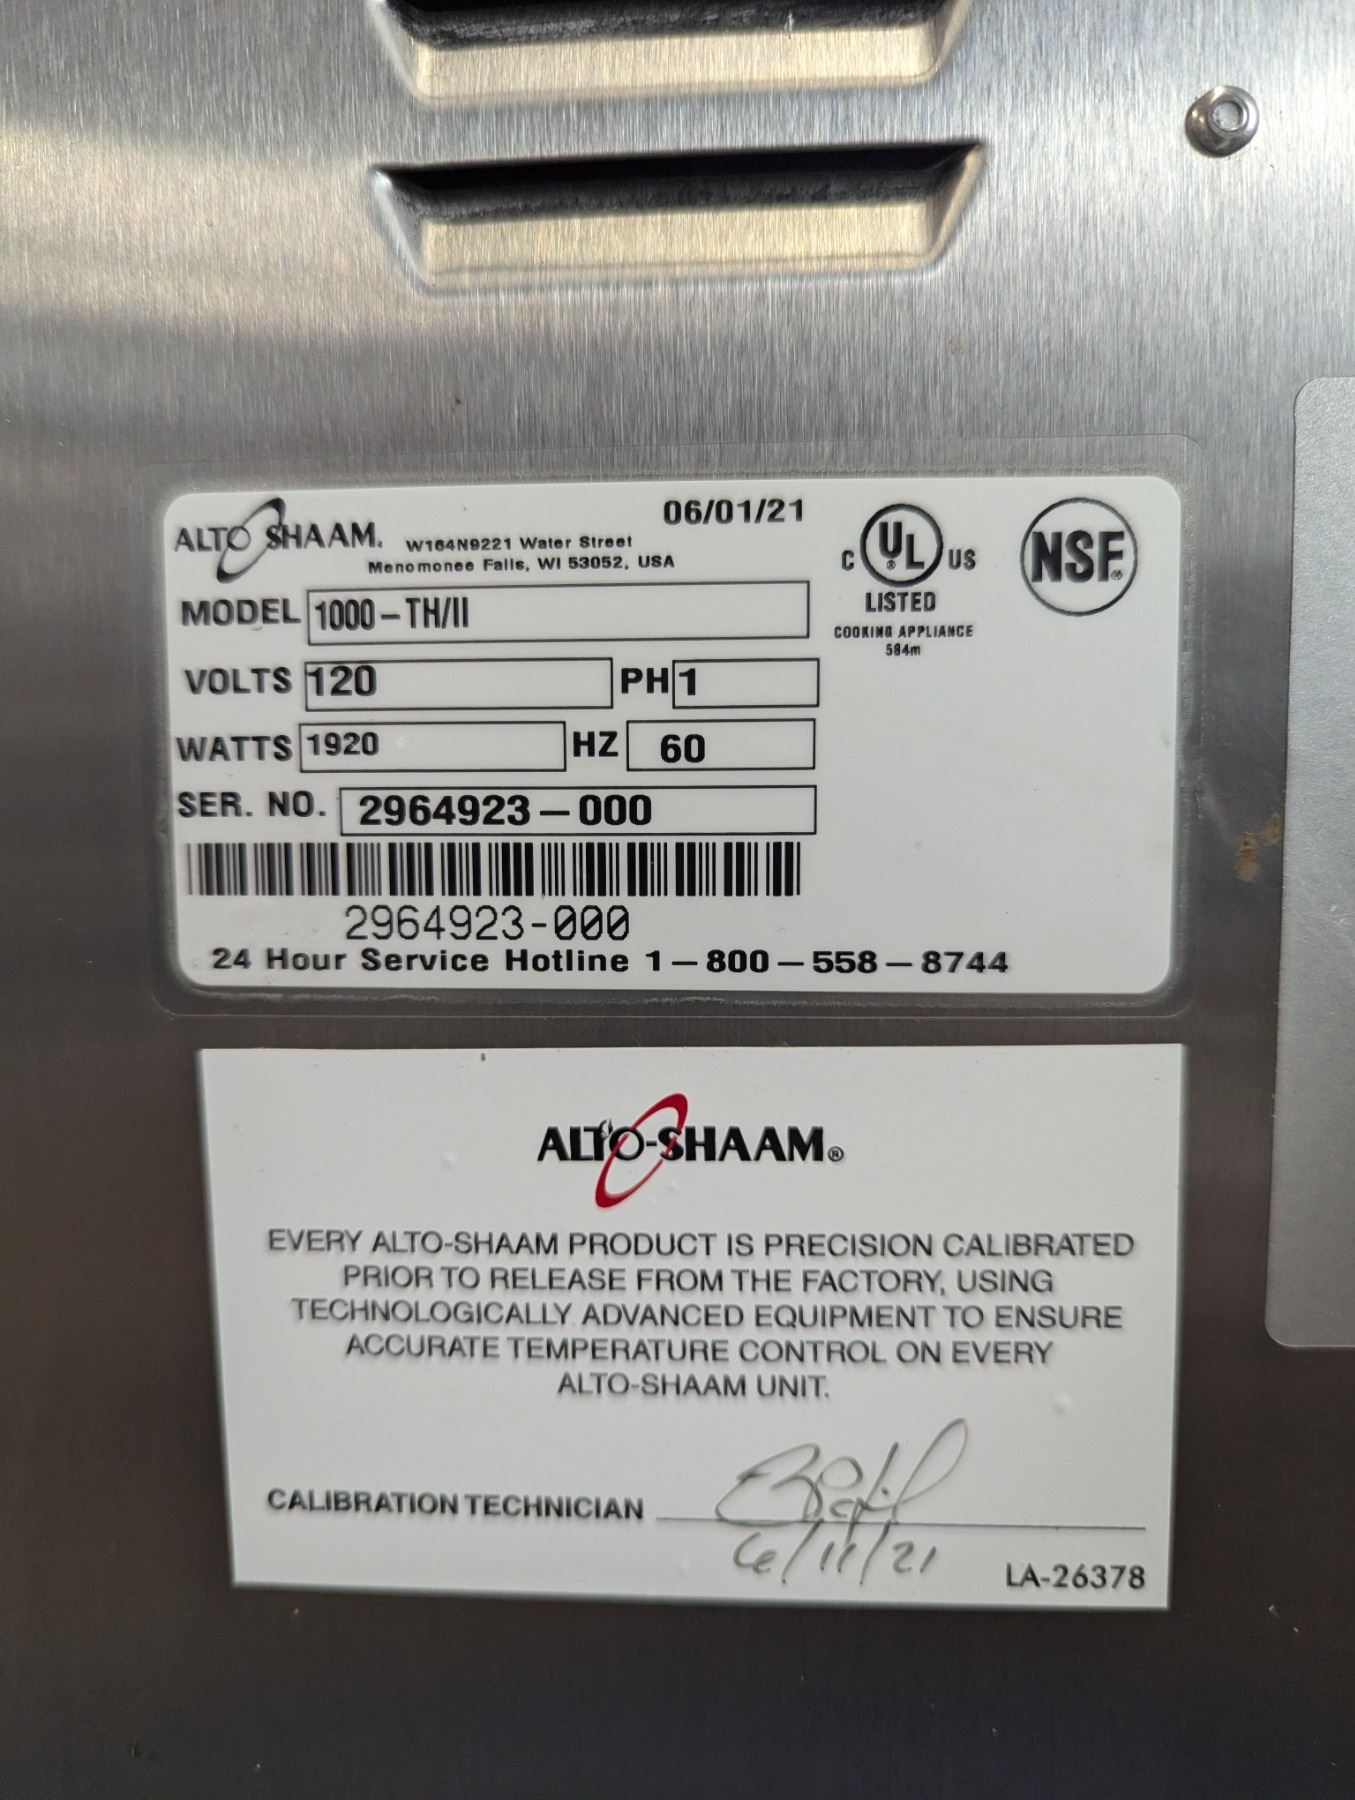 ALTO SHAAM. 06/01/21
W164N9221 Water Street
Menomonee Falls, WI 53052, USA
MODEL 1000-TH/II
VOLTS 120 PH 1
WATTS 1920 HZ 60
SER. NO. 2964923-000
2964923-000
24 Hour Service Hotline 1-800-558-8744
C UL® US
LISTED
COOKING APPLIANCE
584m
NSF®
ALTO-SHAAM®
EVERY ALTO-SHAAM PRODUCT IS PRECISION CALIBRATED
PRIOR TO RELEASE FROM THE FACTORY, USING
TECHNOLOGICALLY ADVANCED EQUIPMENT TO ENSURE
ACCURATE TEMPERATURE CONTROL ON EVERY
ALTO-SHAAM UNIT.
CALIBRATION TECHNICIAN
6/11/21
LA-26378